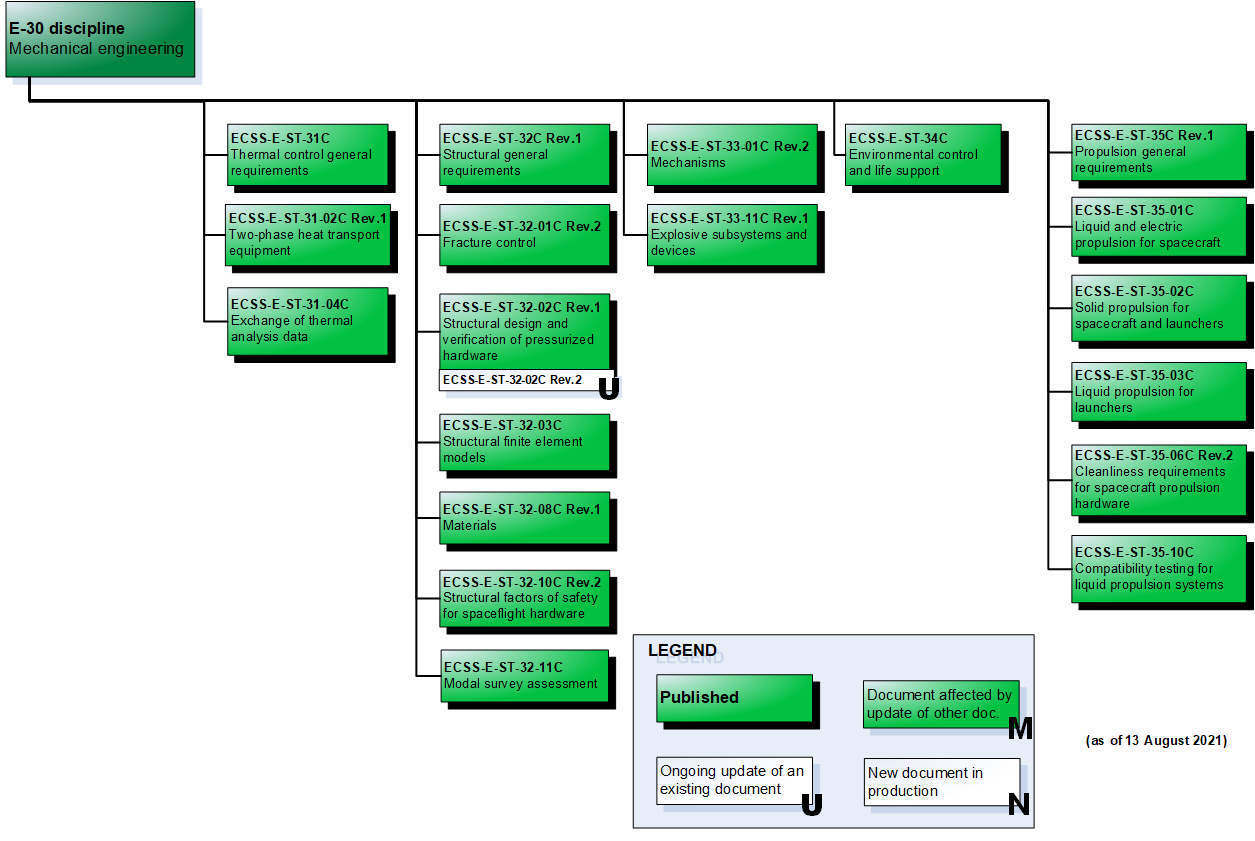 E-30 discipline
Mechanical engineering
ECSS-E-ST-31C
Thermal control general
requirements
ECSS-E-ST-31-02C Rev.1
Two-phase heat transport
equipment
ECSS-E-ST-31-04C
Exchange of thermal
analysis data
ECSS-E-ST-32C Rev.1
Structural general
requirements
ECSS-E-ST-32-01C Rev.2
Fracture control
ECSS-E-ST-32-02C Rev.1
Structural design and
verification of pressurized
hardware
ECSS-E-ST-32-02C Rev.2
U
ECSS-E-ST-32-03C
Structural finite element
models
ECSS-E-ST-32-08C Rev.1
Materials
ECSS-E-ST-32-10C Rev.2
Structural factors of safety
for spaceflight hardware
ECSS-E-ST-32-11C
Modal survey assessment
ECSS-E-ST-33-01C Rev.2
Mechanisms
ECSS-E-ST-33-11C Rev.1
Explosive subsystems and
devices
ECSS-E-ST-34C
Environmental control
and life support
ECSS-E-ST-35C Rev.1
Propulsion general
requirements
ECSS-E-ST-35-01C
Liquid and electric
propulsion for spacecraft
ECSS-E-ST-35-02C
Solid propulsion for
spacecraft and launchers
ECSS-E-ST-35-03C
Liquid propulsion for
launchers
ECSS-E-ST-35-06C Rev.2
Cleanliness requirements
for spacecraft propulsion
hardware
ECSS-E-ST-35-10C
Compatibility testing for
liquid propulsion systems
LEGEND
Published
Document affected by
update of other doc.
M
Ongoing update of an
existing document
U
New document in
production
N
(as of 13 August 2021)